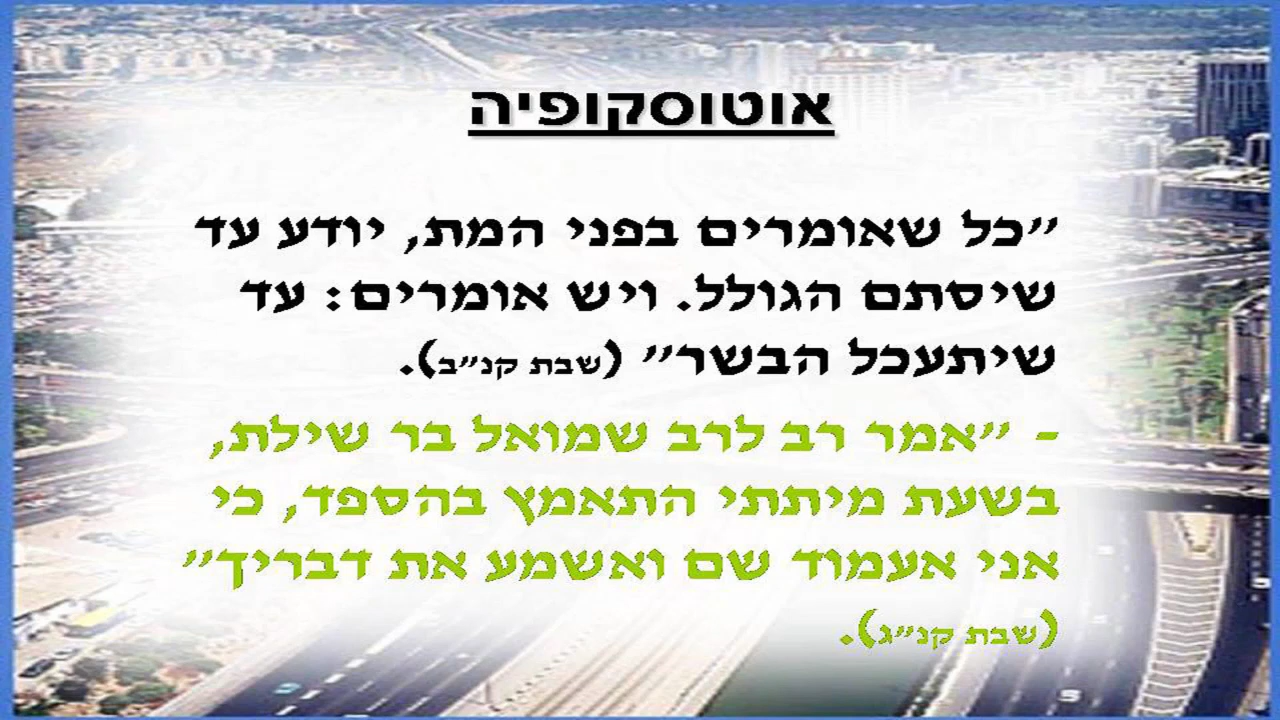 אוטוסקופיה
"כל שאומרים בפני המת, יודע עד
שיסתם הגולל. ויש אומרים: עד
שיתעכל הבשר" (שבת קנ"ב).
- "אמר רב לרב שמואל בר שילת,
בשעת מיתתי התאמץ בהספד, כי
אני אעמוד שם ואשמע את דבריך"
(שבת קנ"ג).